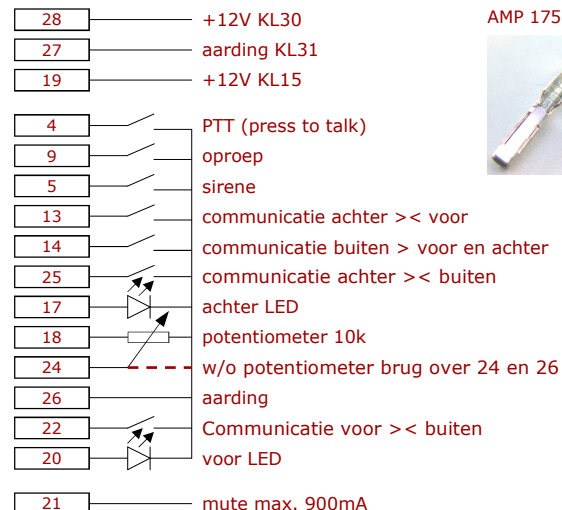 28 +12V KL30
AMP 175
27 aarding KL31
19 +12V KL15
4 PTT (press to talk)
9 oproep
5 sirene
13 communicatie achter >< voor
14 communicatie buiten > voor en achter
25 communicatie achter >< buiten
17 achter LED
18 potentiometer 10k
24 w/o potentiometer brug over 24 en 26
26 aarding
22 Communicatie voor >< buiten
20 voor LED
21 mute max. 900mA